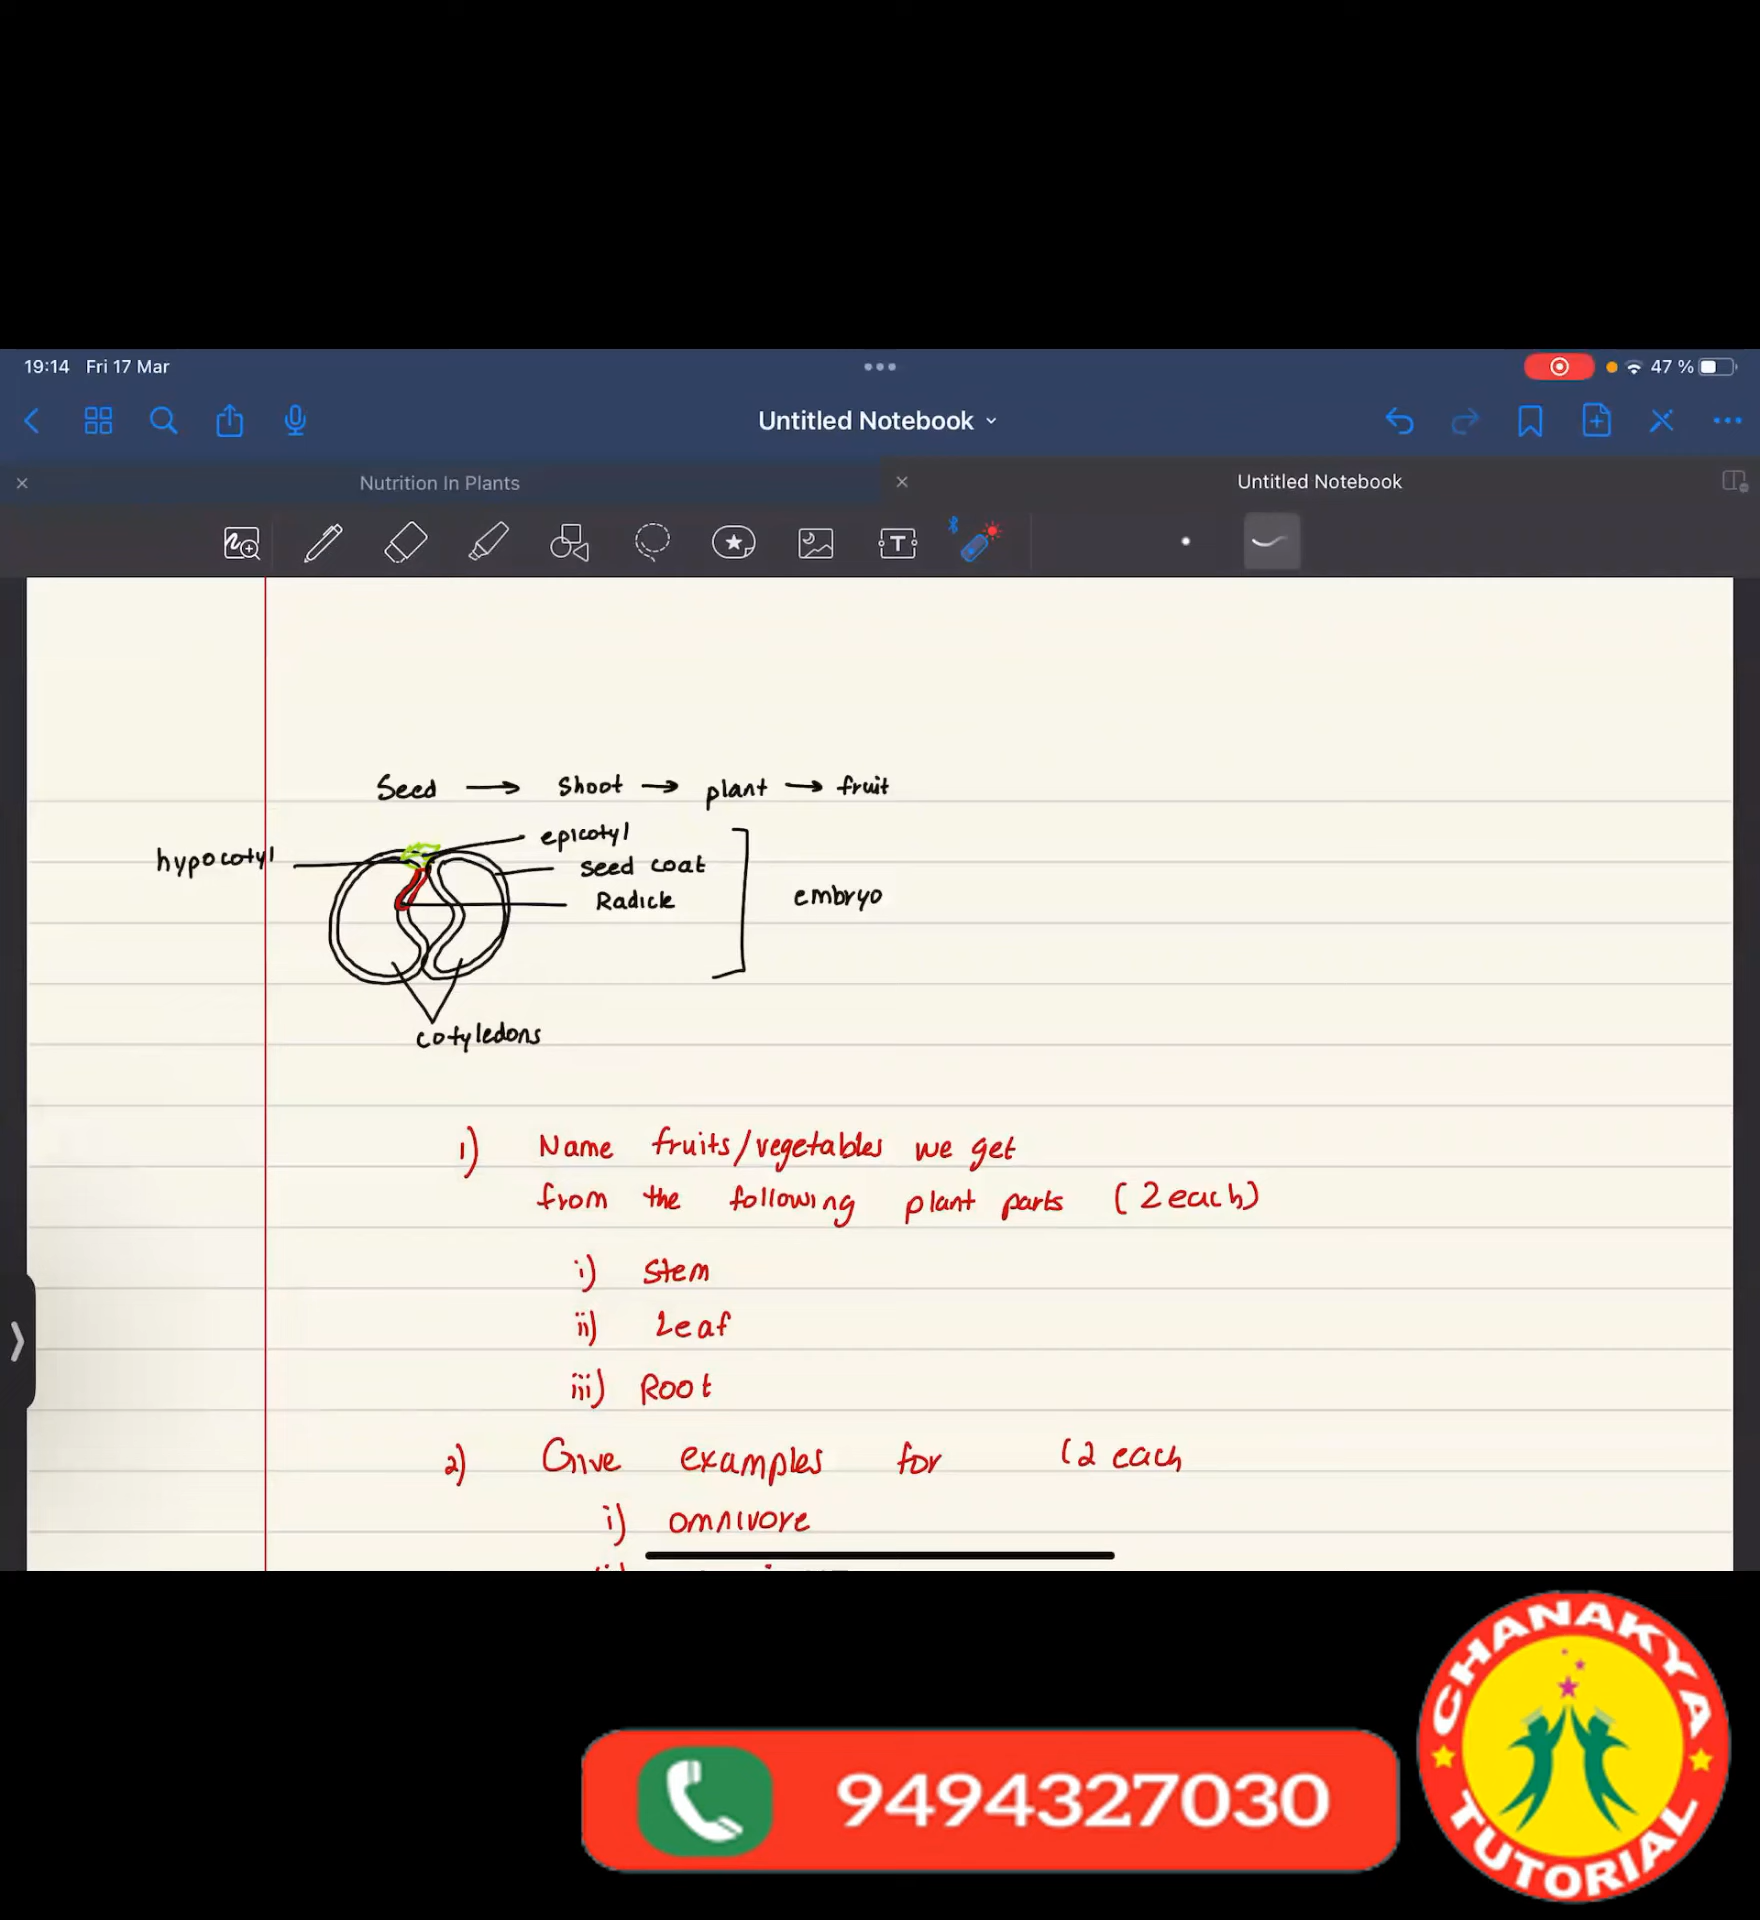 19:14 Fri 17 Mar
47 %
Untitled Notebook
Nutrition In Plants
Untitled Notebook
T
Seed → Shoot → plant → fruit
hypocotyl
epicotyl
seed coat
Radicle
embryo
cotyledons
1) Name fruits/vegetables we get
from the following plant parts (2 each)
i) Stem
ii) Leaf
iii) Root
2) Give examples for (2 each
i) omnivore
9494327030
CHANAKYA
TUTORIAL